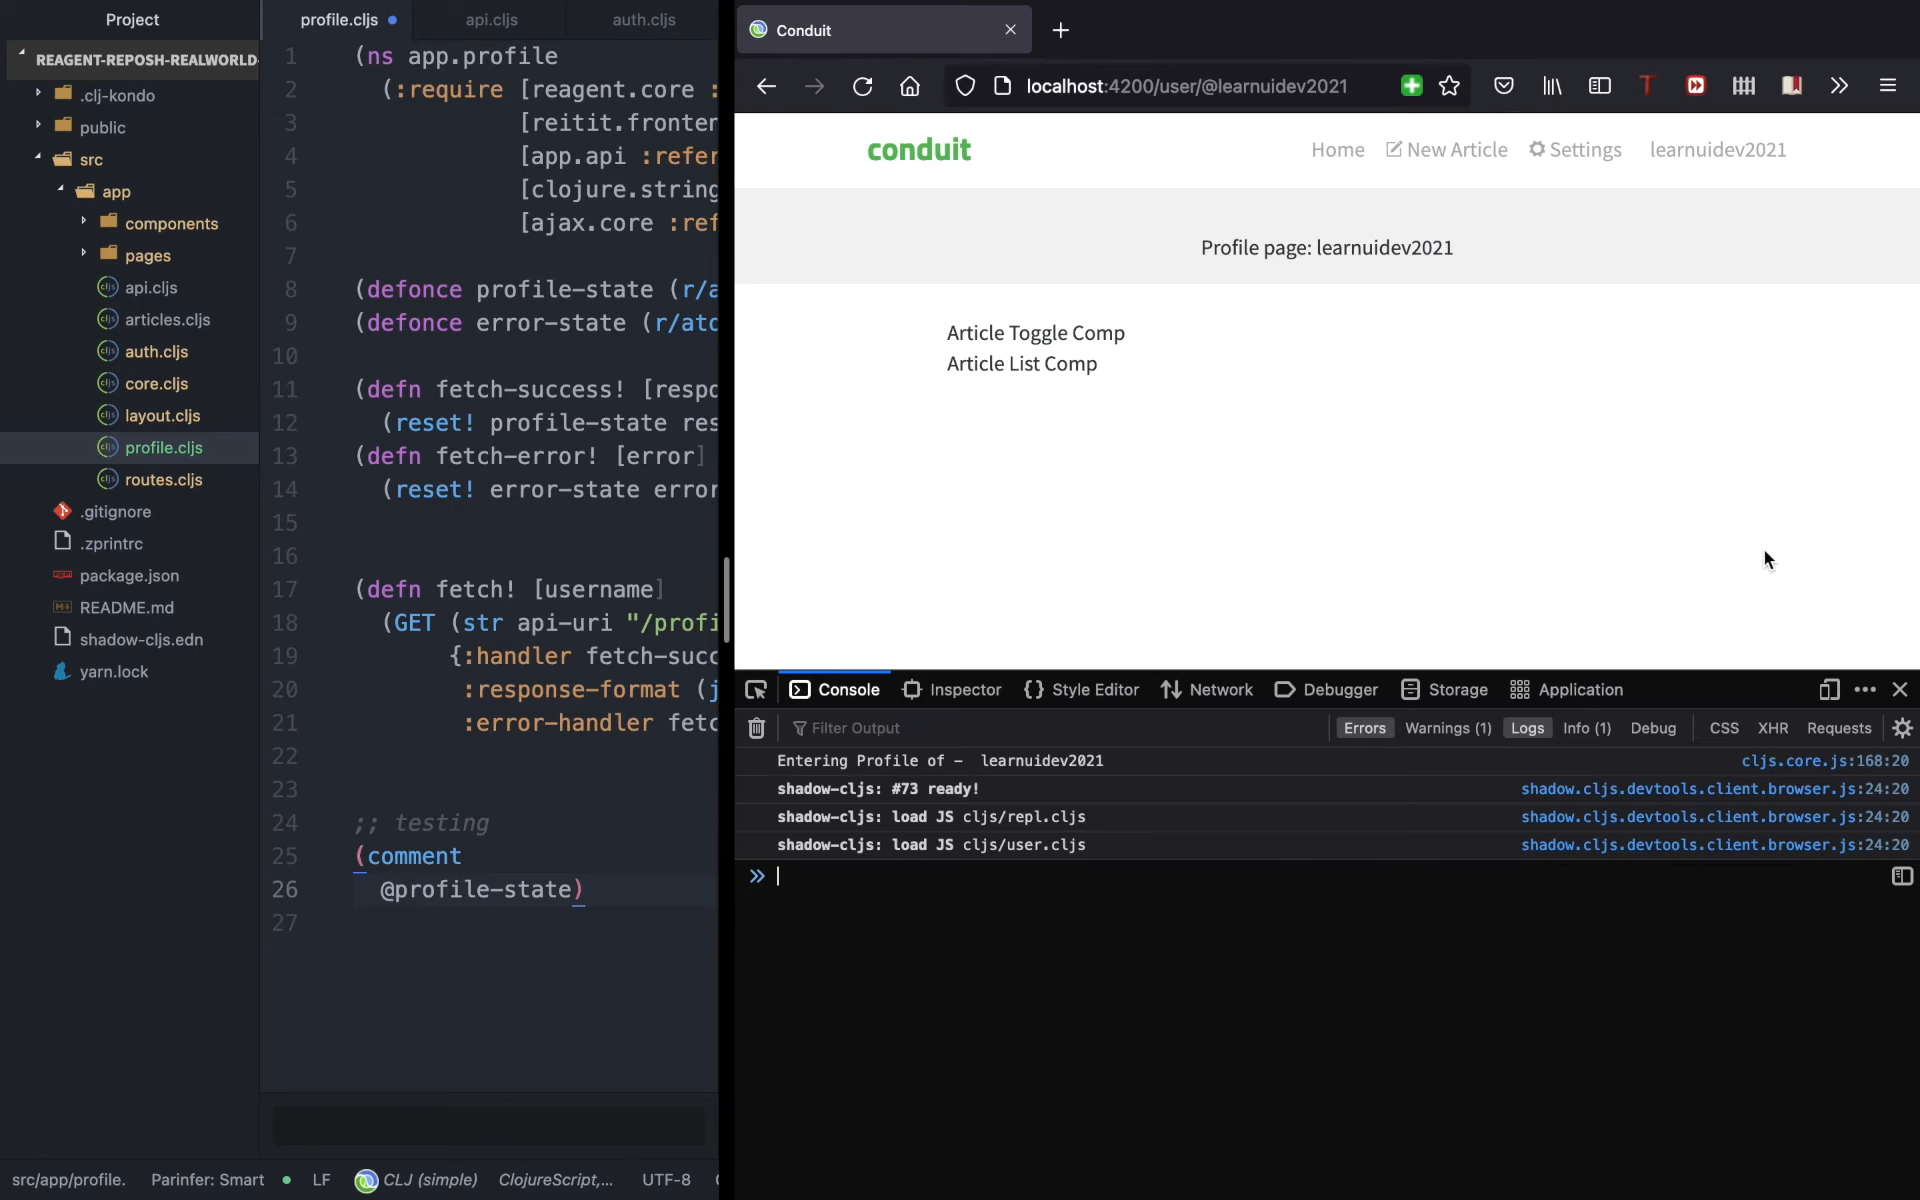 Project
REAGENT-REPOSH-REALWORLD-
.clj-kondo
public
src
app
components
pages
api.cljs
articles.cljs
auth.cljs
core.cljs
layout.cljs
profile.cljs
routes.cljs
.gitignore
.zprintrc
package.json
README.md
shadow-cljs.edn
yarn.lock
profile.cljs
api.cljs
auth.cljs
1 (ns app.profile
2 (:require [reagent.core :
3 [reitit.fronter
4 [app.api :refer
5 [clojure.string
6 [ajax.core :ref
7
8 (defonce profile-state (r/a
9 (defonce error-state (r/ato
10
11 (defn fetch-success! [respo
12 (reset! profile-state res
13 (defn fetch-error! [error]
14 (reset! error-state error
15
16
17 (defn fetch! [username]
18 (GET (str api-uri "/profi
19 {:handler fetch-succ
20 :response-format (j
21 :error-handler fetc
22
23
24 ;; testing
25 (comment
26 @profile-state)
27
src/app/profile. Parinfer: Smart LF CLJ (simple) ClojureScript,... UTF-8
Conduit
localhost:4200/user/@learnuidev2021
conduit
Home New Article Settings learnuidev2021
Profile page: learnuidev2021
Article Toggle Comp
Article List Comp
Console Inspector Style Editor Network Debugger Storage Application
Filter Output Errors Warnings (1) Logs Info (1) Debug CSS XHR Requests
Entering Profile of - learnuidev2021 cljs.core.js:168:20
shadow-cljs: #73 ready! shadow.cljs.devtools.client.browser.js:24:20
shadow-cljs: load JS cljs/repl.cljs shadow.cljs.devtools.client.browser.js:24:20
shadow-cljs: load JS cljs/user.cljs shadow.cljs.devtools.client.browser.js:24:20